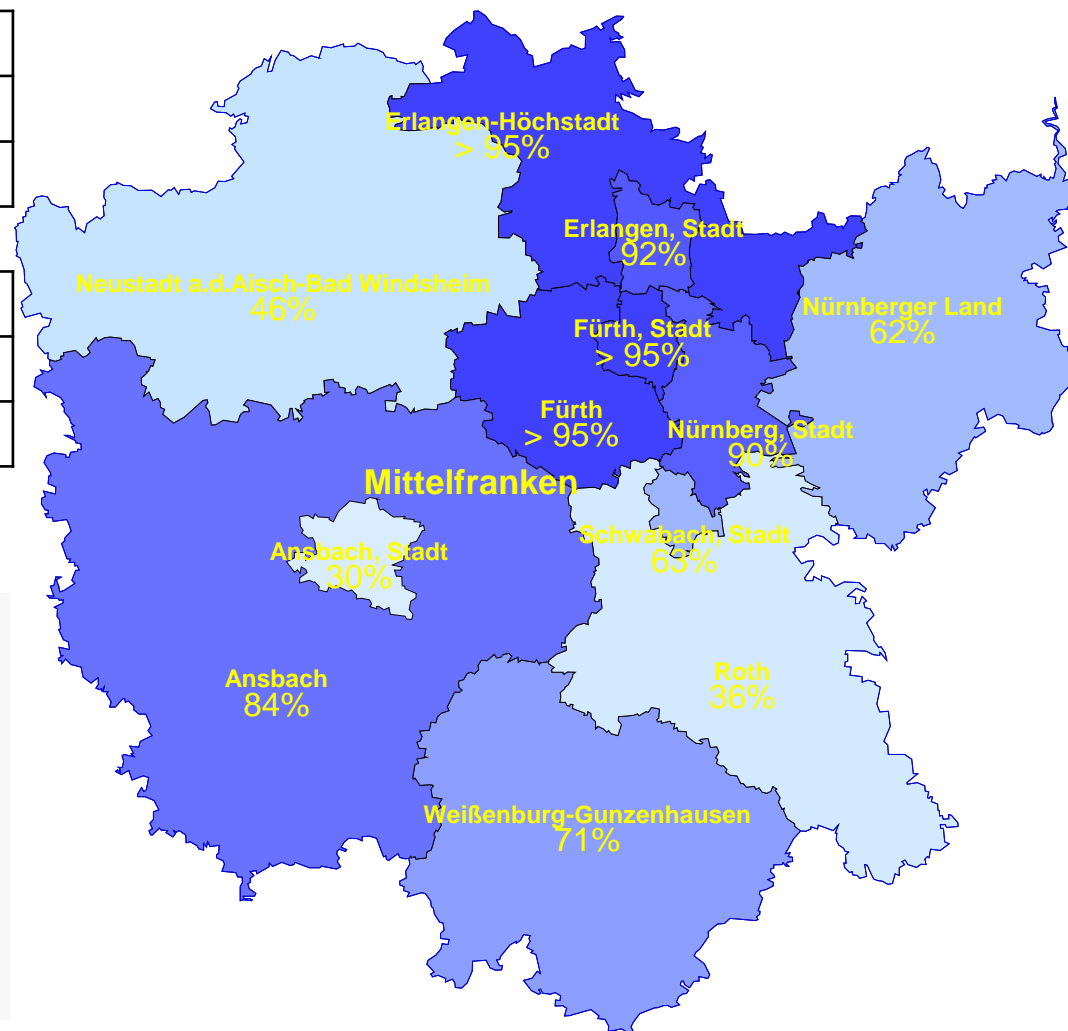 Erlangen-Höchstadt
> 95%
Erlangen, Stadt
92%
Neustadt a.d.Aisch-Bad Windsheim
46%
Nürnberger Land
62%
Fürth, Stadt
> 95%
Fürth
> 95%
Nürnberg, Stadt
90%
Mittelfranken
Schwabach, Stadt
63%
Ansbach, Stadt
30%
Roth
36%
Ansbach
84%
Weißenburg-Gunzenhausen
71%